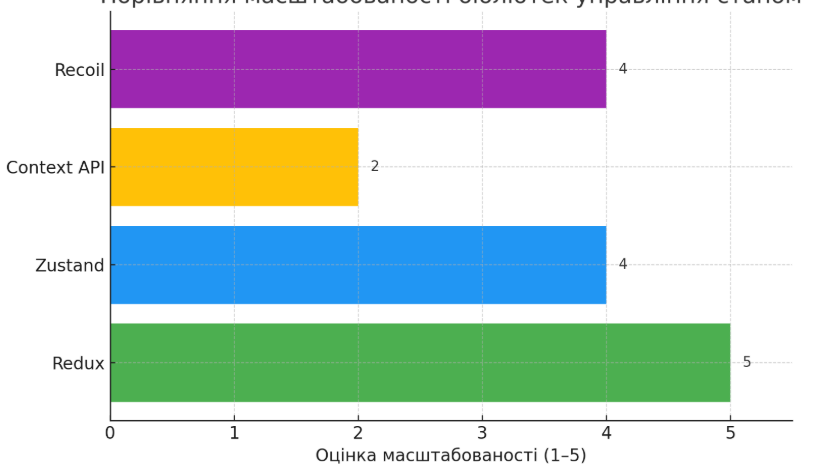 Порівняння масштабованості бібліотек управління станом
Recoil
4
Context API
2
Zustand
4
Redux
5
0 1 2 3 4 5
Оцінка масштабованості (1–5)